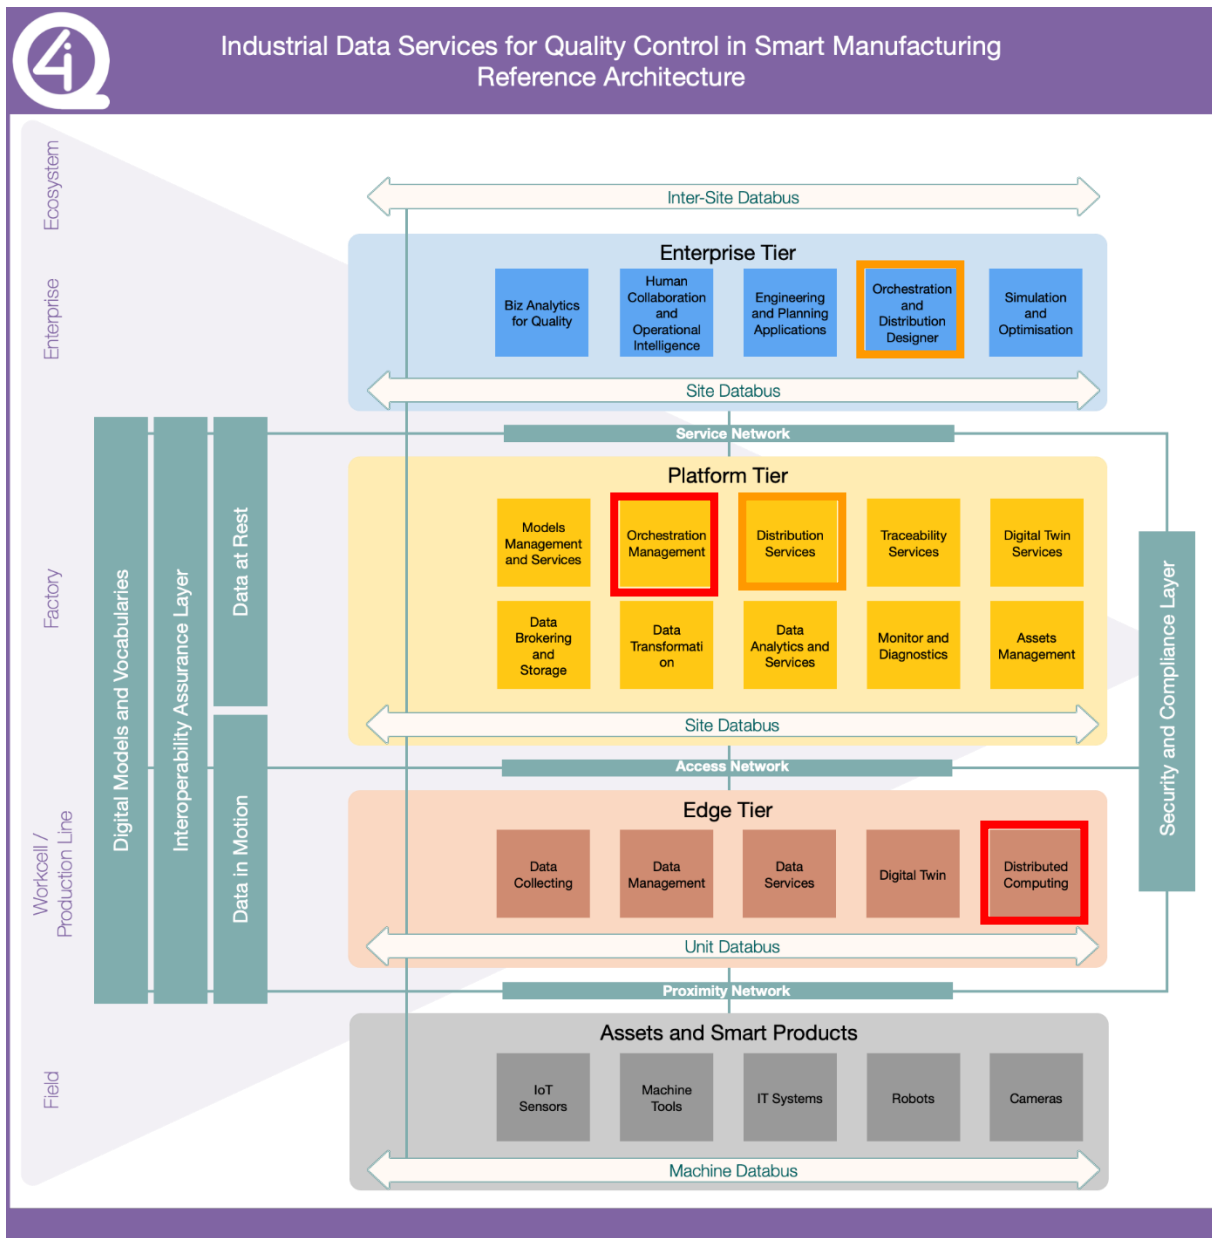 4i
Industrial Data Services for Quality Control in Smart Manufacturing
Reference Architecture
Ecosystem
Enterprise
Factory
Workcell /
Production Line
Field
Inter-Site Databus
Enterprise Tier
Biz Analytics
for Quality
Human
Collaboration
and
Operational
Intelligence
Engineering
and Planning
Applications
Orchestration
and
Distribution
Designer
Simulation
and
Optimisation
Site Databus
Service Network
Digital Models and Vocabularies
Interoperability Assurance Layer
Data at Rest
Data in Motion
Security and Compliance Layer
Platform Tier
Models
Management
and Services
Orchestration
Management
Distribution
Services
Traceability
Services
Digital Twin
Services
Data
Brokering
and
Storage
Data
Transformati
on
Data
Analytics and
Services
Monitor and
Diagnostics
Assets
Management
Site Databus
Access Network
Edge Tier
Data
Collecting
Data
Management
Data
Services
Digital Twin
Distributed
Computing
Unit Databus
Proximity Network
Assets and Smart Products
IoT
Sensors
Machine
Tools
IT Systems
Robots
Cameras
Machine Databus